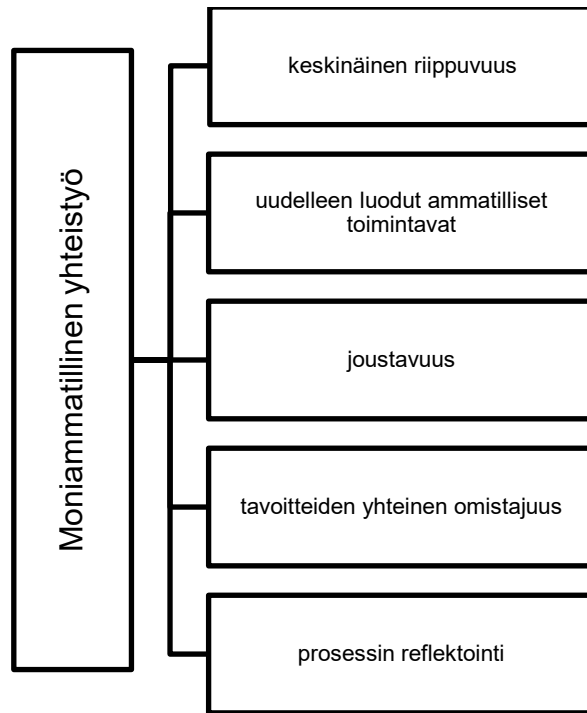 Moniammatillinen yhteistyö
keskinäinen riippuvuus
uudelleen luodut ammatilliset
toimintavat
joustavuus
tavoitteiden yhteinen omistajuus
prosessin reflektointi